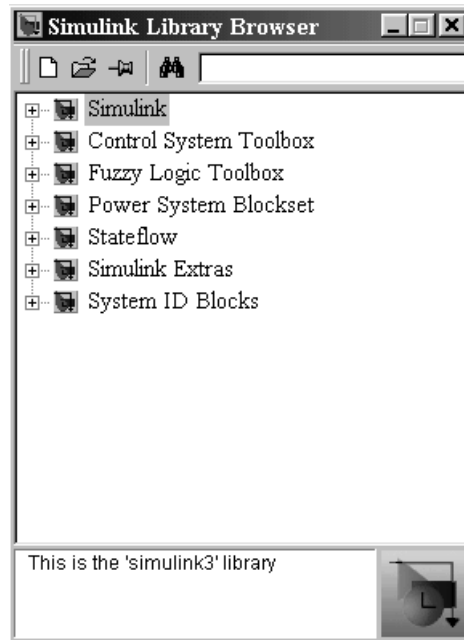 Simulink Library Browser
Simulink
Control System Toolbox
Fuzzy Logic Toolbox
Power System Blockset
Stateflow
Simulink Extras
System ID Blocks
This is the 'simulink3' library